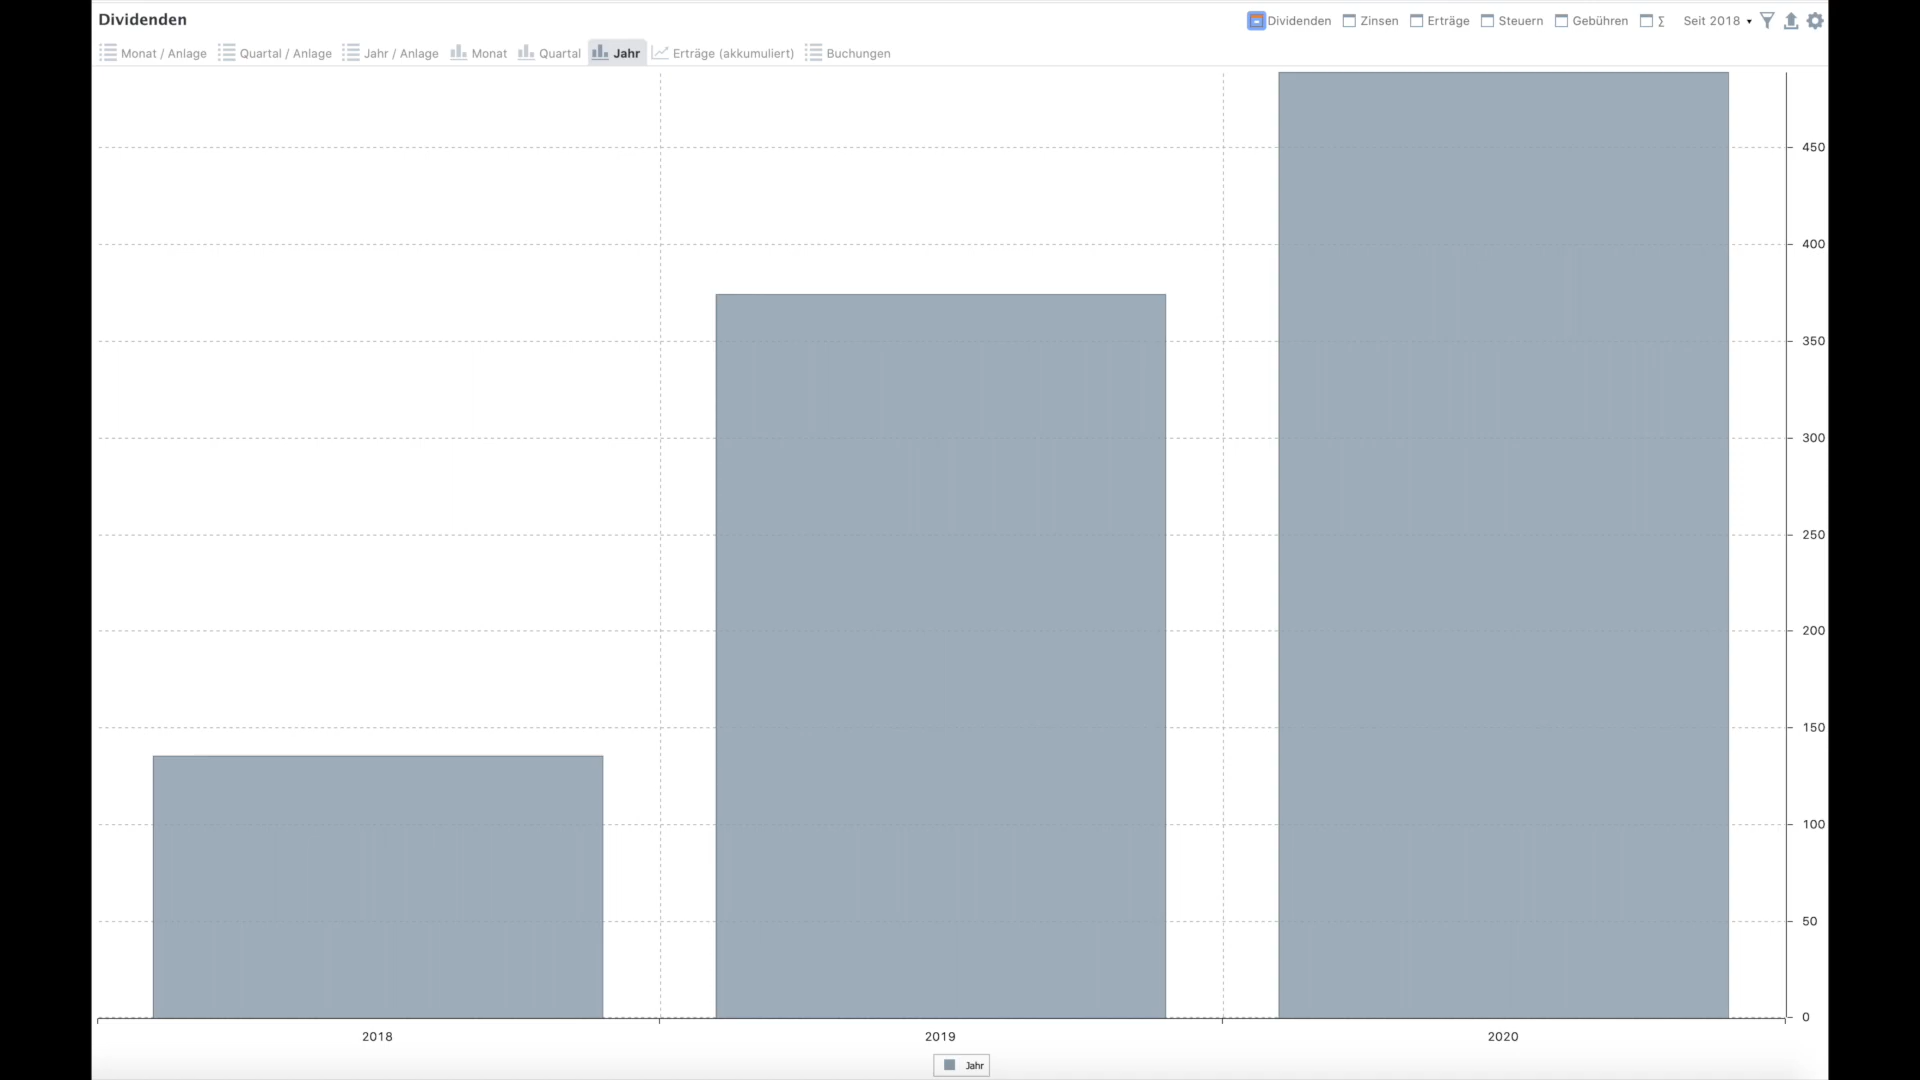 Dividenden
Dividenden Zinsen Erträge Steuern Gebühren Σ Seit 2018
Monat / Anlage Quartal / Anlage Jahr / Anlage Monat Quartal Jahr Erträge (akkumuliert) Buchungen
450
400
350
300
250
200
150
100
50
0
2018 2019 2020
Jahr